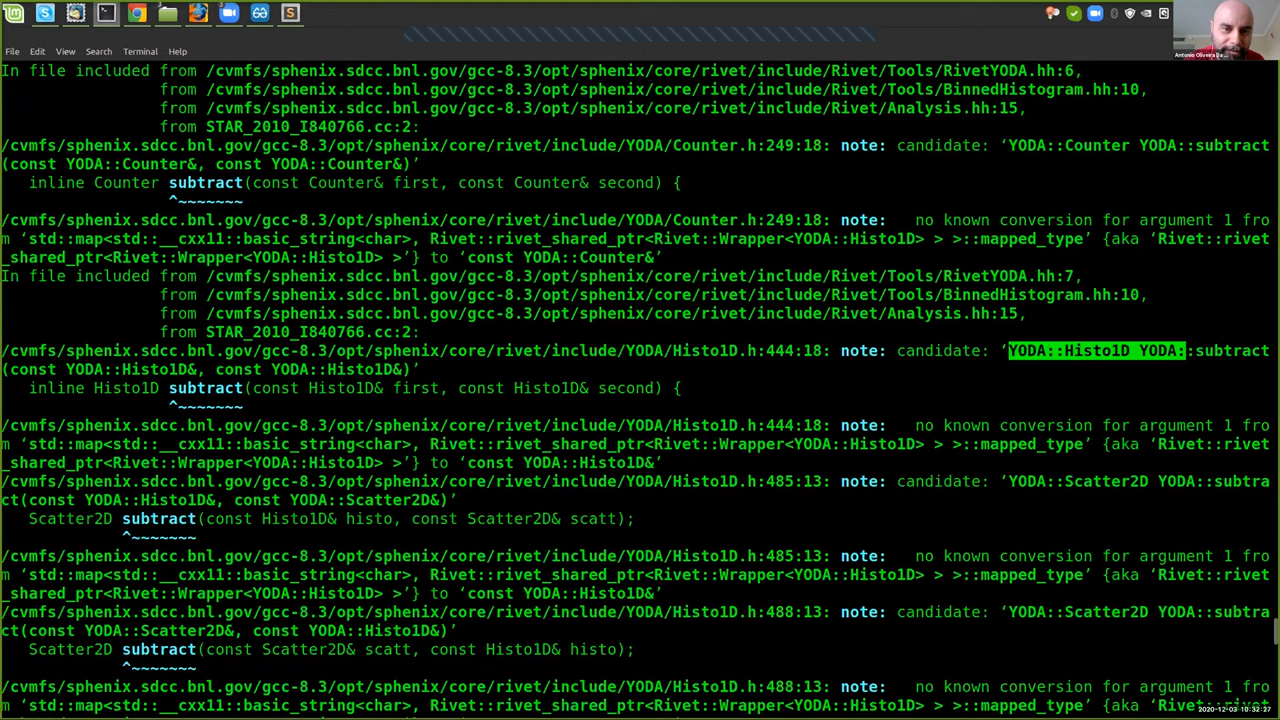 File Edit View Search Terminal Help
Antonio Oliveira Da...
In file included from /cvmfs/sphenix.sdcc.bnl.gov/gcc-8.3/opt/sphenix/core/rivet/include/Rivet/Tools/RivetYODA.hh:6,
from /cvmfs/sphenix.sdcc.bnl.gov/gcc-8.3/opt/sphenix/core/rivet/include/Rivet/Tools/BinnedHistogram.hh:10,
from /cvmfs/sphenix.sdcc.bnl.gov/gcc-8.3/opt/sphenix/core/rivet/include/Rivet/Analysis.hh:15,
from STAR_2010_I840766.cc:2:
/cvmfs/sphenix.sdcc.bnl.gov/gcc-8.3/opt/sphenix/core/rivet/include/YODA/Counter.h:249:18: note: candidate: ‘YODA::Counter YODA::subtract
(const YODA::Counter&, const YODA::Counter&)’
inline Counter subtract(const Counter& first, const Counter& second) {
^~~~~~~~
/cvmfs/sphenix.sdcc.bnl.gov/gcc-8.3/opt/sphenix/core/rivet/include/YODA/Counter.h:249:18: note:   no known conversion for argument 1 fro
m ‘std::map<std::__cxx11::basic_string<char>, Rivet::rivet_shared_ptr<Rivet::Wrapper<YODA::Histo1D> > >::mapped_type’ {aka ‘Rivet::rivet
_shared_ptr<Rivet::Wrapper<YODA::Histo1D> >’} to ‘const YODA::Counter&’
In file included from /cvmfs/sphenix.sdcc.bnl.gov/gcc-8.3/opt/sphenix/core/rivet/include/Rivet/Tools/RivetYODA.hh:7,
from /cvmfs/sphenix.sdcc.bnl.gov/gcc-8.3/opt/sphenix/core/rivet/include/Rivet/Tools/BinnedHistogram.hh:10,
from /cvmfs/sphenix.sdcc.bnl.gov/gcc-8.3/opt/sphenix/core/rivet/include/Rivet/Analysis.hh:15,
from STAR_2010_I840766.cc:2:
/cvmfs/sphenix.sdcc.bnl.gov/gcc-8.3/opt/sphenix/core/rivet/include/YODA/Histo1D.h:444:18: note: candidate: ‘YODA::Histo1D YODA::subtract
(const YODA::Histo1D&, const YODA::Histo1D&)’
inline Histo1D subtract(const Histo1D& first, const Histo1D& second) {
^~~~~~~~
/cvmfs/sphenix.sdcc.bnl.gov/gcc-8.3/opt/sphenix/core/rivet/include/YODA/Histo1D.h:444:18: note:   no known conversion for argument 1 fro
m ‘std::map<std::__cxx11::basic_string<char>, Rivet::rivet_shared_ptr<Rivet::Wrapper<YODA::Histo1D> > >::mapped_type’ {aka ‘Rivet::rivet
_shared_ptr<Rivet::Wrapper<YODA::Histo1D> >’} to ‘const YODA::Histo1D&’
/cvmfs/sphenix.sdcc.bnl.gov/gcc-8.3/opt/sphenix/core/rivet/include/YODA/Histo1D.h:485:13: note: candidate: ‘YODA::Scatter2D YODA::subtra
ct(const YODA::Histo1D&, const YODA::Scatter2D&)’
Scatter2D subtract(const Histo1D& histo, const Scatter2D& scatt);
^~~~~~~~
/cvmfs/sphenix.sdcc.bnl.gov/gcc-8.3/opt/sphenix/core/rivet/include/YODA/Histo1D.h:485:13: note:   no known conversion for argument 1 fro
m ‘std::map<std::__cxx11::basic_string<char>, Rivet::rivet_shared_ptr<Rivet::Wrapper<YODA::Histo1D> > >::mapped_type’ {aka ‘Rivet::rivet
_shared_ptr<Rivet::Wrapper<YODA::Histo1D> >’} to ‘const YODA::Histo1D&’
/cvmfs/sphenix.sdcc.bnl.gov/gcc-8.3/opt/sphenix/core/rivet/include/YODA/Histo1D.h:488:13: note: candidate: ‘YODA::Scatter2D YODA::subtra
ct(const YODA::Scatter2D&, const YODA::Histo1D&)’
Scatter2D subtract(const Scatter2D& scatt, const Histo1D& histo);
^~~~~~~~
/cvmfs/sphenix.sdcc.bnl.gov/gcc-8.3/opt/sphenix/core/rivet/include/YODA/Histo1D.h:488:13: note:   no known conversion for argument 1 fro
m ‘std::map<std::__cxx11::basic_string<char>, Rivet::rivet_shared_ptr<Rivet::Wrapper<YODA::Histo1D> > >::mapped_type’ {aka ‘Rivet::rivet
2020-12-03 10:32:27